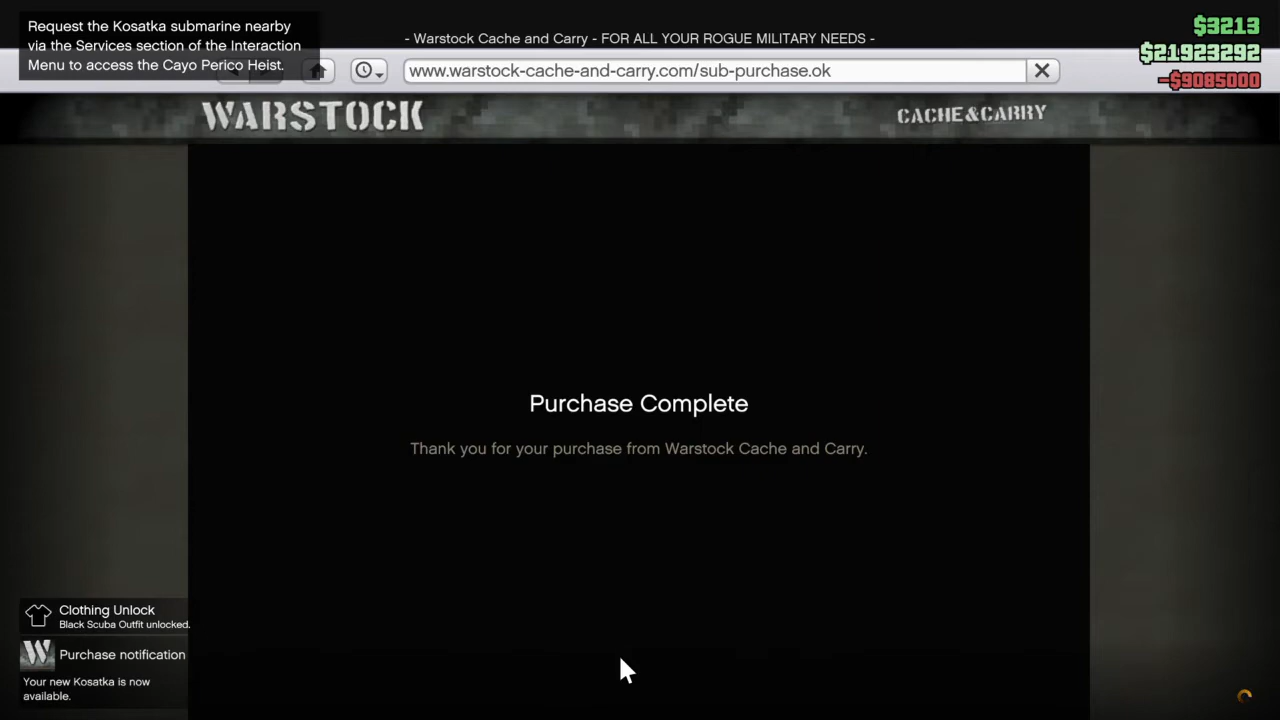 Request the Kosatka submarine nearby
via the Services section of the Interaction
Menu to access the Cayo Perico Heist.
- Warstock Cache and Carry - FOR ALL YOUR ROGUE MILITARY NEEDS -
$3213
$21923292
-$9085000
www.warstock-cache-and-carry.com/sub-purchase.ok
WARSTOCK
CACHE&CARRY
Purchase Complete
Thank you for your purchase from Warstock Cache and Carry.
Clothing Unlock
Black Scuba Outfit unlocked.
W
Purchase notification
Your new Kosatka is now
available.